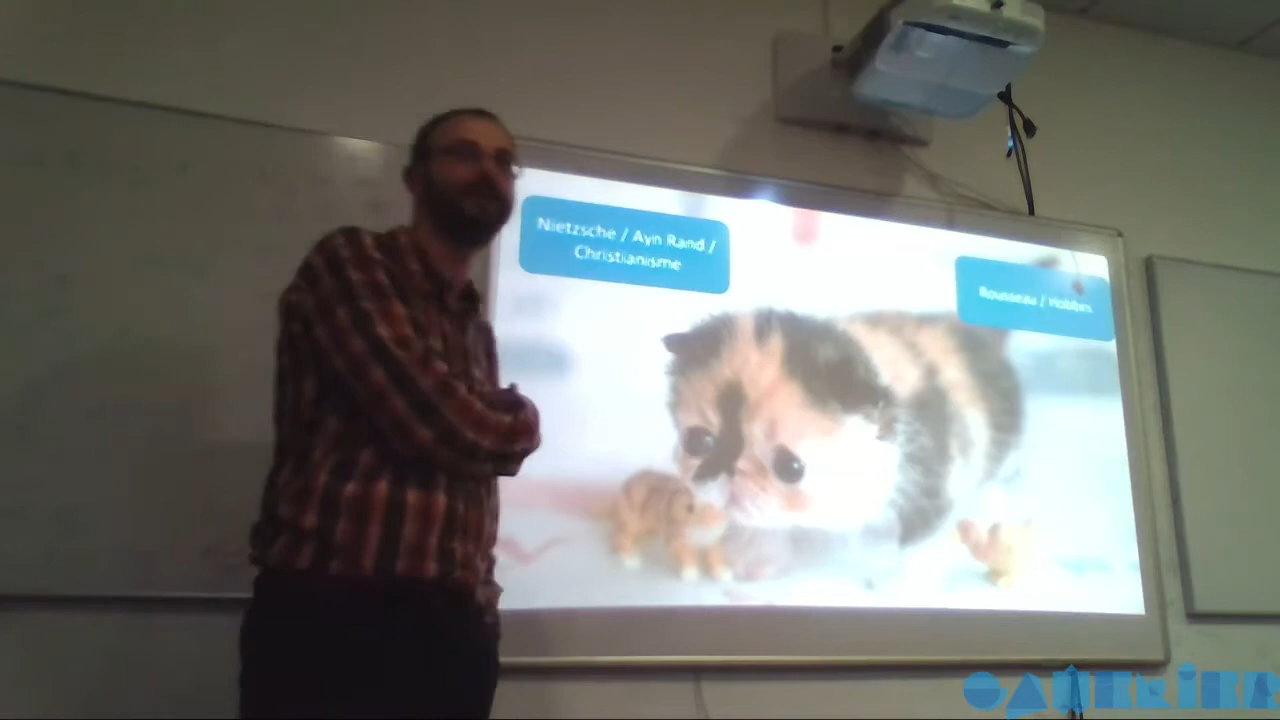 Nietzsche / Ayn Rand /
Christianisme
Rousseau / Hobbes